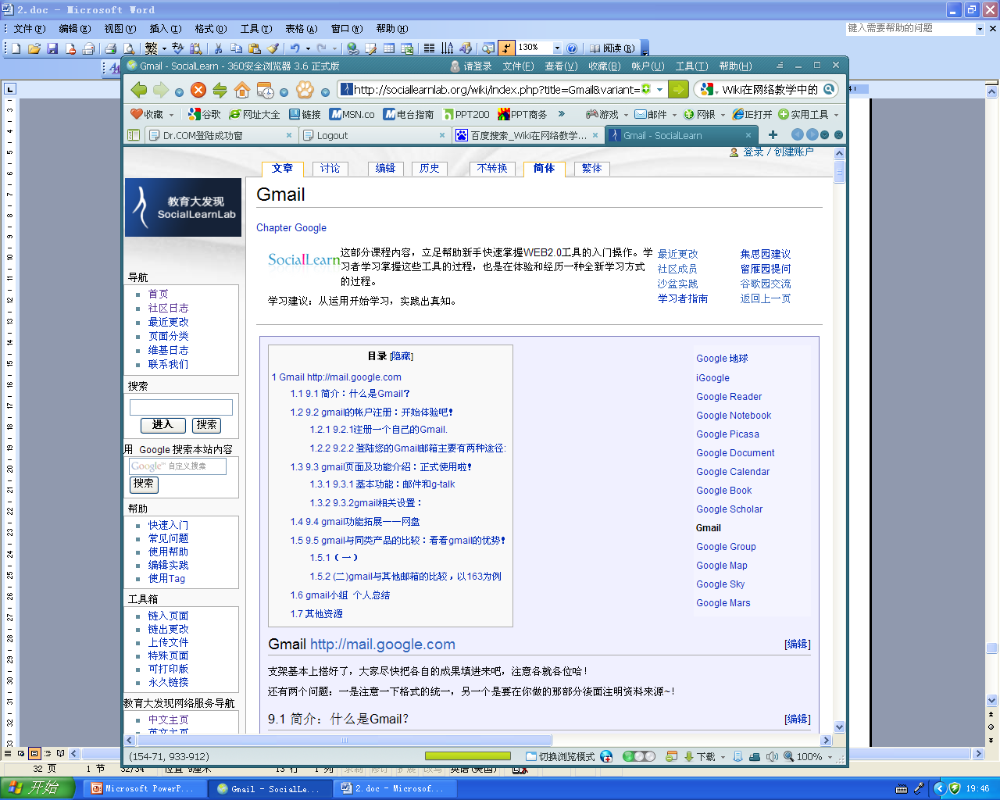 2.doc - Microsoft Word
文件(F) 编辑(E) 视图(V) 插入(I) 格式(O) 工具(T) 表格(A) 窗口(W) 帮助(H) 键入需要帮助的问题
130% 阅读(R)
Gmail - SocialLearn - 360安全浏览器 3.6 正式版 请登录 文件(F) 查看(V) 收藏(B) 帐户(U) 工具(T) 帮助(H)
http://sociallearnlab.org/wiki/index.php?title=Gmail&variant= Wiki在网络教学中的
收藏 谷歌 网址大全 链接 MSN.co 电台指南 PPT200 PPT商务 » 游戏 邮件 网银 IE打开 实用工具
Dr.COM登陆成功窗 Logout 百度搜索_Wiki在网络教学... Gmail - SocialLearn
登录 / 创建账户
文章 讨论 编辑 历史 不转换 简体 繁体
教育大发现
SocialLearnLab
Gmail
Chapter Google
SocialLearn
这部分课程内容，立足帮助新手快速掌握WEB2.0工具的入门操作。学
习者学习掌握这些工具的过程，也是在体验和经历一种全新学习方式
的过程。
学习建议：从运用开始学习，实践出真知。
最近更改 集思园建议
社区成员 留雁园提问
沙盆实践 谷歌园交流
学习者指南 返回上一页
导航
首页
社区日志
最近更改
页面分类
维基日志
联系我们
搜索
进入 搜索
用 Google 搜索本站内容
Google™ 自定义搜索
搜索
帮助
快速入门
常见问题
使用帮助
编辑实践
使用Tag
工具箱
链入页面
链出更改
上传文件
特殊页面
可打印版
永久链接
教育大发现网络服务导航
中文主页
英文主页
目录 [隐藏]
1 Gmail http://mail.google.com
1.1 9.1 简介：什么是Gmail?
1.2 9.2 gmail的帐户注册：开始体验吧!
1.2.1 9.2.1注册一个自己的Gmail.
1.2.2 9.2.2 登陆您的Gmail邮箱主要有两种途径:
1.3 9.3 gmail页面及功能介绍：正式使用啦!
1.3.1 9.3.1 基本功能：邮件和g-talk
1.3.2 9.3.2gmail相关设置：
1.4 9.4 gmail功能拓展——网盘
1.5 9.5 gmail与同类产品的比较：看看gmail的优势!
1.5.1 ( 一 )
1.5.2 (二)gmail与其他邮箱的比较，以163为例
1.6 gmail小组 个人总结
1.7 其他资源
Google 地球
iGoogle
Google Reader
Google Notebook
Google Picasa
Google Document
Google Calendar
Google Book
Google Scholar
Gmail
Google Group
Google Map
Google Sky
Google Mars
Gmail http://mail.google.com [编辑]
支架基本上搭好了，大家尽快把各自的成果填进来吧，注意各就各位哈！
还有两个问题：一是注意一下格式的统一，另一个是要在你做的那部分後面注明资料来源~！
9.1 简介：什么是Gmail? [编辑]
(154-71, 933-912) 切换浏览模式 下载 100%
32 页 1 节 32/34 位置 9厘米 13 行 1 列 录制 修订 扩展 改写 英语(美国)
开始 Microsoft PowerP... Gmail - SocialLe... 2.doc - Microsof... 19:46